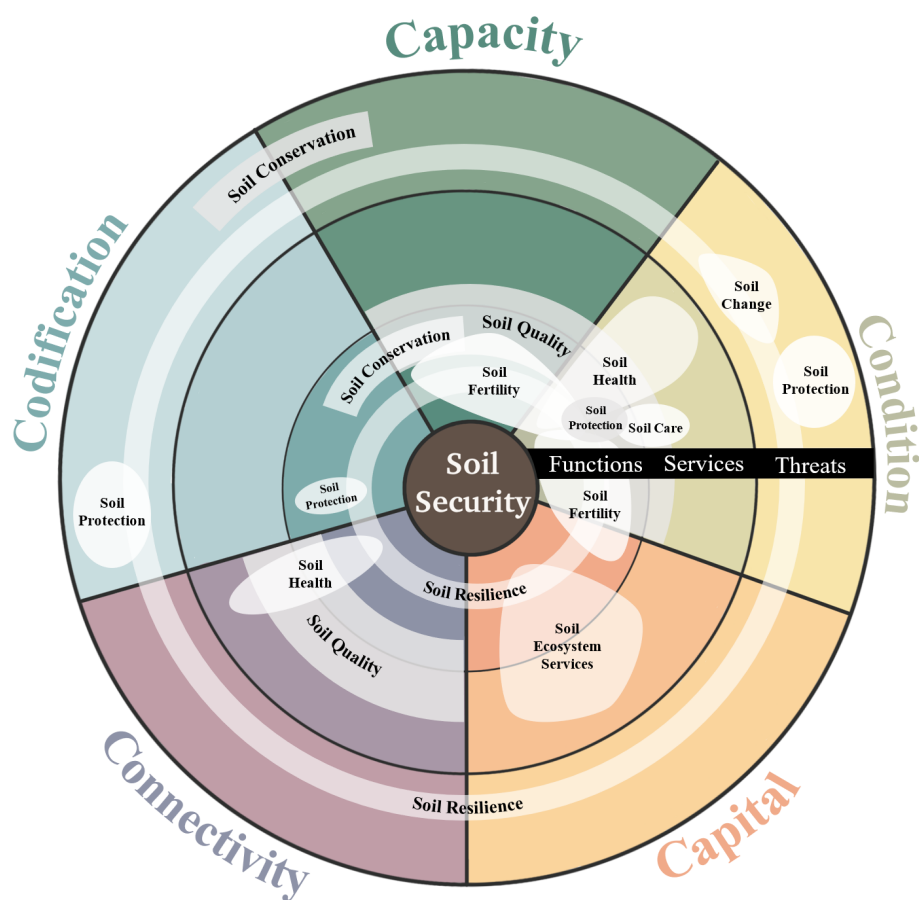 Capacity
Soil Conservation
Codification
Condition
Soil
Change
Soil Quality
Soil Conservation
Soil
Health
Soil
Fertility
Soil
Protection
Soil
Protection
Soil Care
Soil
Security
Functions
Services
Threats
Soil
Protection
Soil
Protection
Soil
Fertility
Soil
Health
Soil Resilience
Soil Quality
Soil
Ecosystem
Services
Soil Resilience
Connectivity
Capital